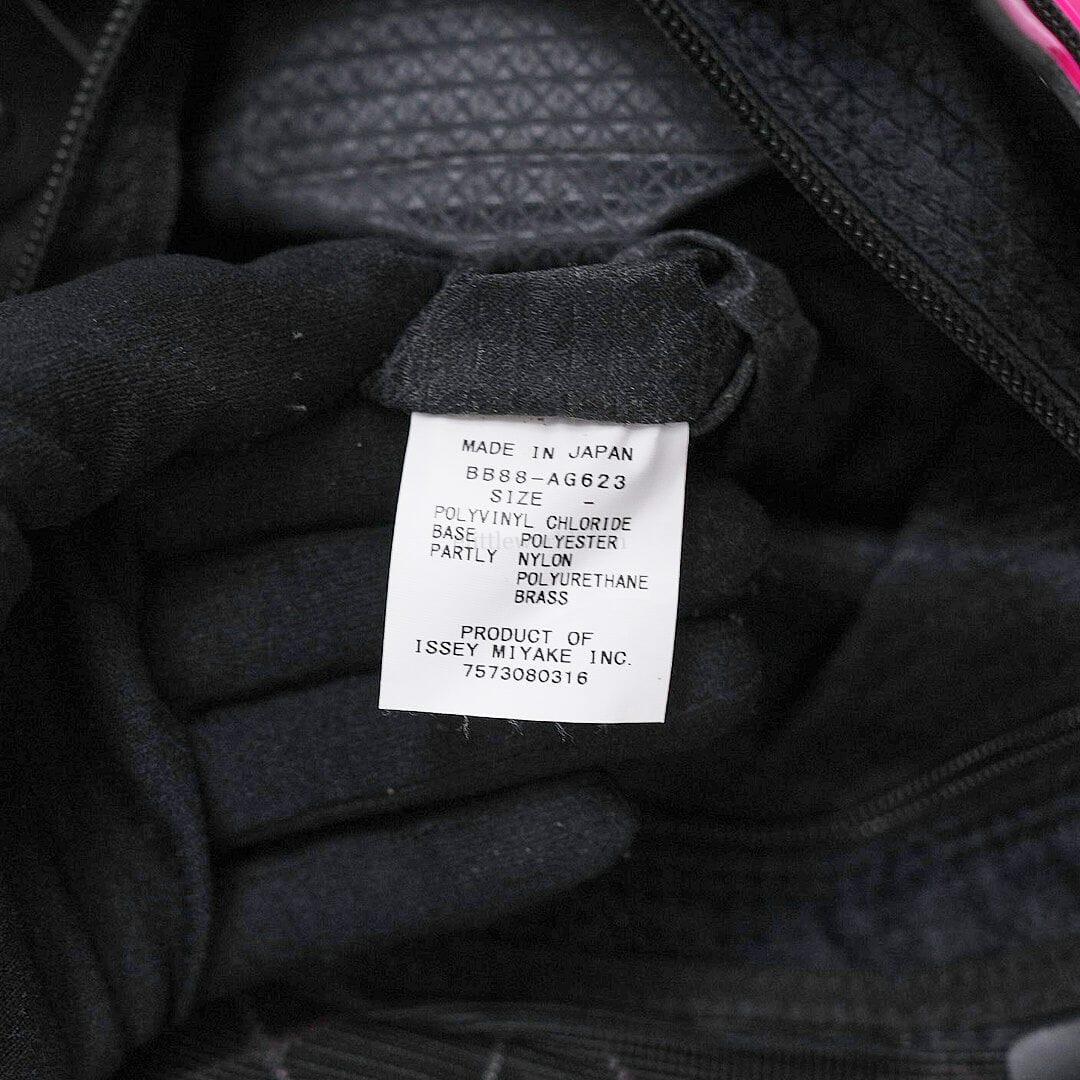 MADE IN JAPAN
BB88-AG623
SIZE -
POLYVINYL CHLORIDE
BASE POLYESTER
PARTLY NYLON
POLYURETHANE
BRASS
PRODUCT OF
ISSEY MIYAKE INC.
7573080316